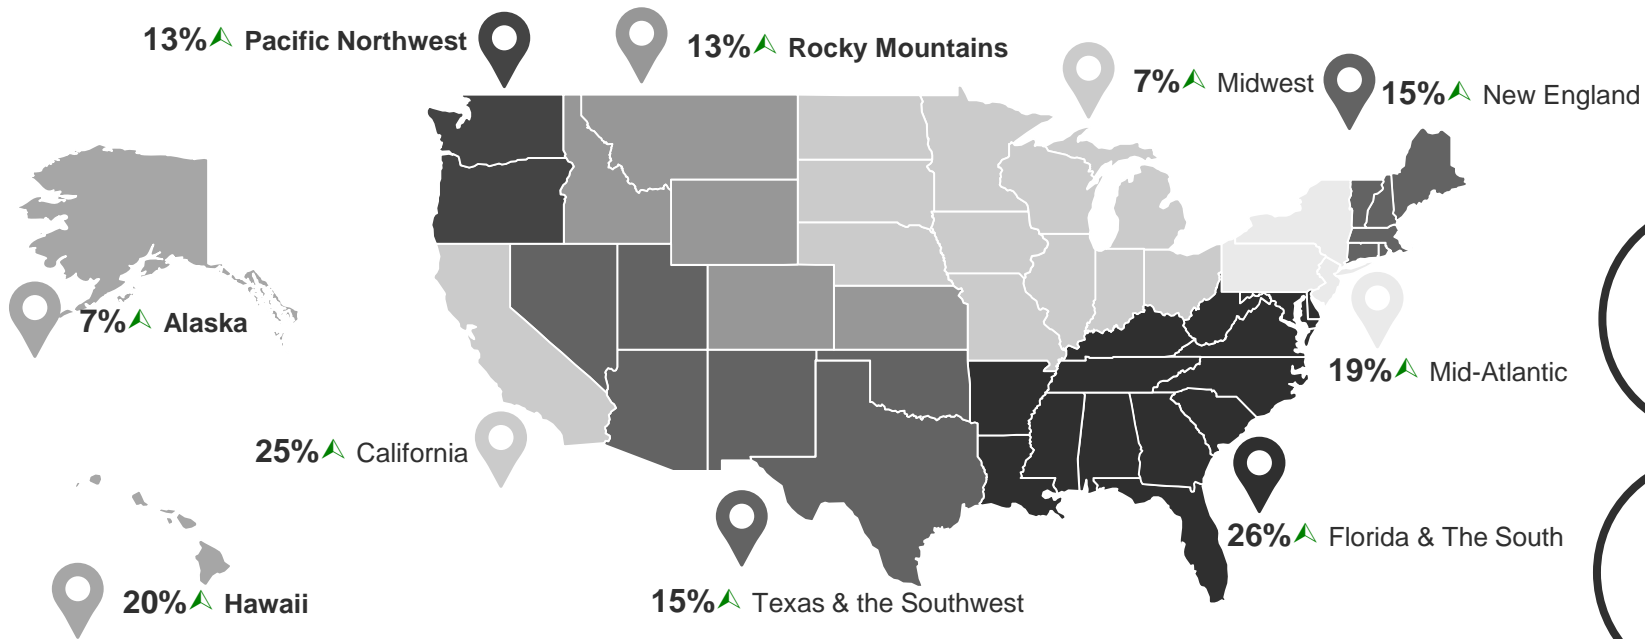 13% Pacific Northwest
13% Rocky Mountains
7% Midwest
15% New England
7% Alaska
19% Mid-Atlantic
25% California
26% Florida & The South
20% Hawaii
15% Texas & the Southwest